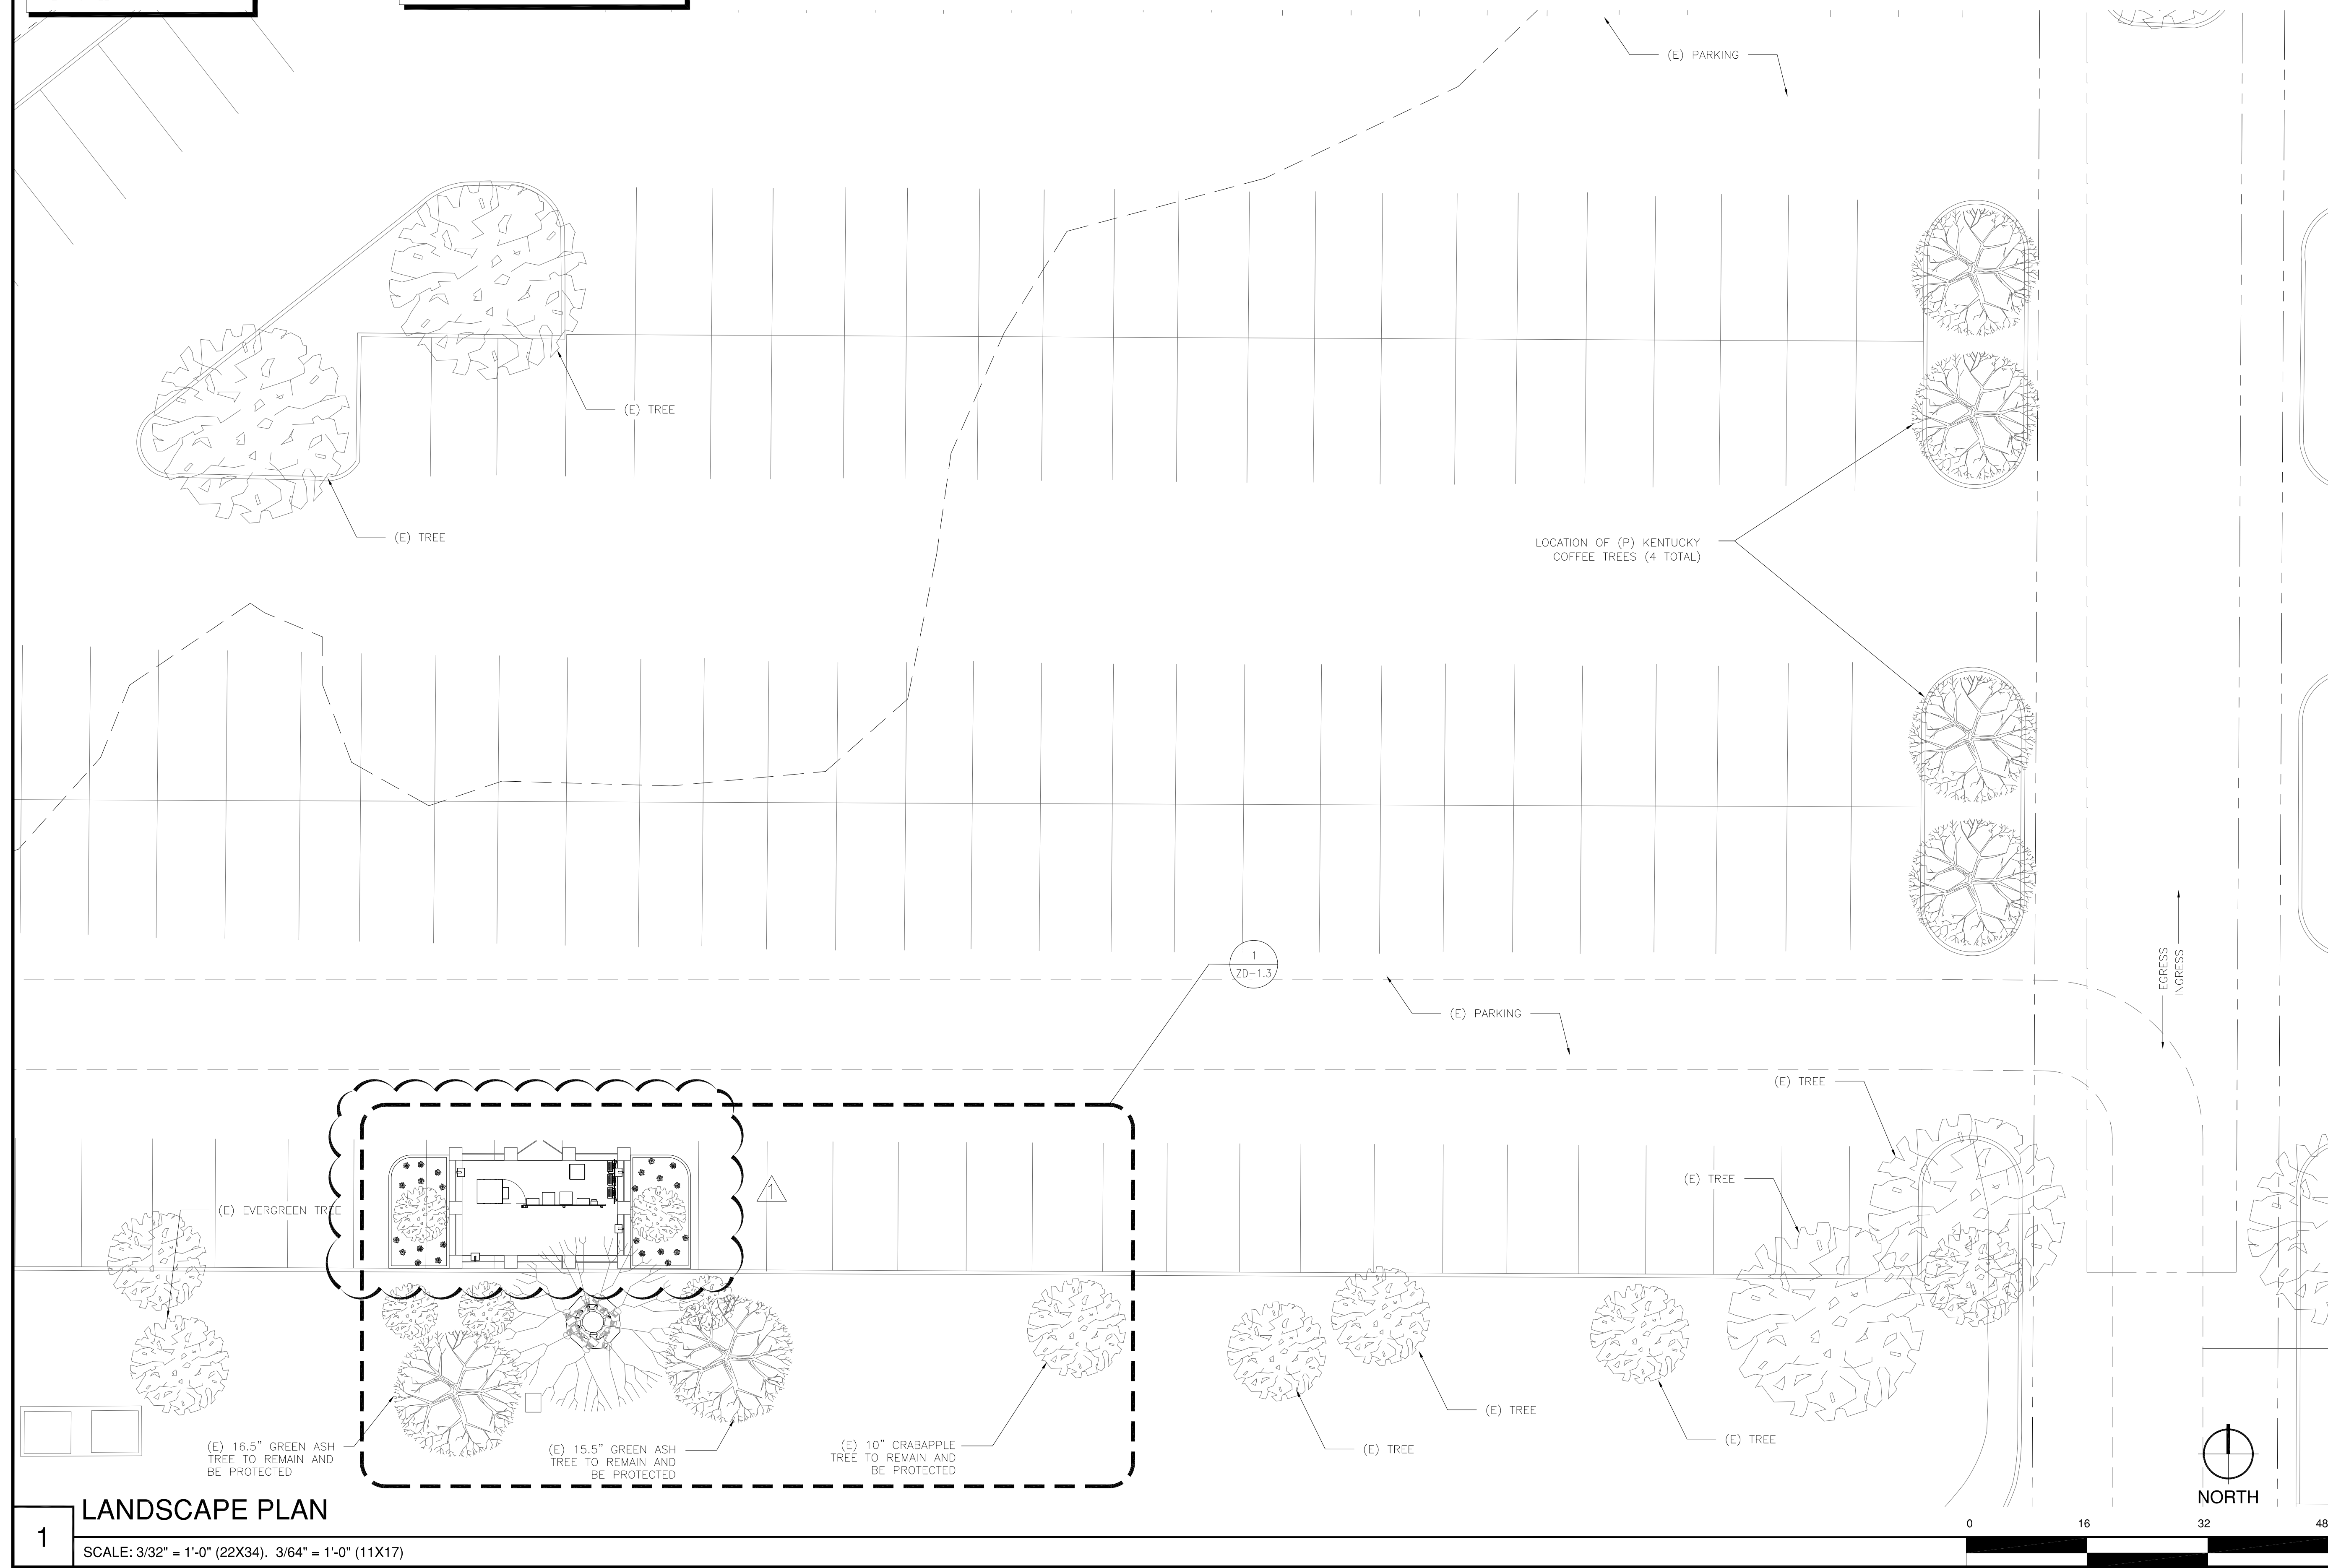 (E) PARKING
(E) TREE
(E) TREE
LOCATION OF (P) KENTUCKY
COFFEE TREES (4 TOTAL)
EGRESS
INGRESS
1
ZD-1.3
(E) PARKING
(E) TREE
(E) TREE
1
(E) EVERGREEN TREE
(E) TREE
(E) TREE
(E) TREE
(E) 16.5" GREEN ASH
TREE TO REMAIN AND
BE PROTECTED
(E) 15.5" GREEN ASH
TREE TO REMAIN AND
BE PROTECTED
(E) 10" CRABAPPLE
TREE TO REMAIN AND
BE PROTECTED
NORTH
1
LANDSCAPE PLAN
SCALE: 3/32" = 1'-0" (22X34). 3/64" = 1'-0" (11X17)
0 16 32 48